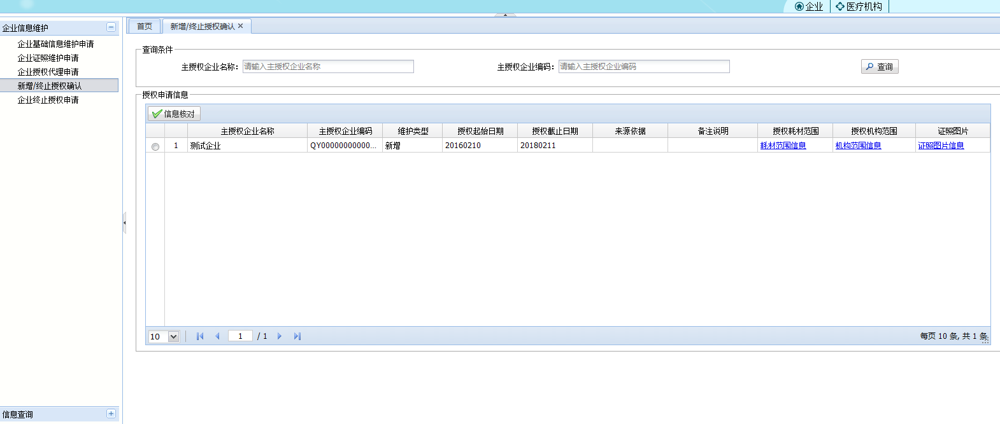 企业 医疗机构
企业信息维护
企业基础信息维护申请
企业证照维护申请
企业授权代理申请
新增/终止授权确认
企业终止授权申请
信息查询
首页 新增/终止授权确认
查询条件
主授权企业名称: 请输入主授权企业名称 主授权企业编码: 请输入主授权企业编码 查询
授权申请信息
信息核对
主授权企业名称 主授权企业编码 维护类型 授权起始日期 授权截止日期 来源依据 备注说明 授权耗材范围 授权机构范围 证照图片
1 测试企业 QY00000000000... 新增 20160210 20180211 耗材范围信息 机构范围信息 证照图片信息
10 1 / 1 每页 10 条, 共 1 条